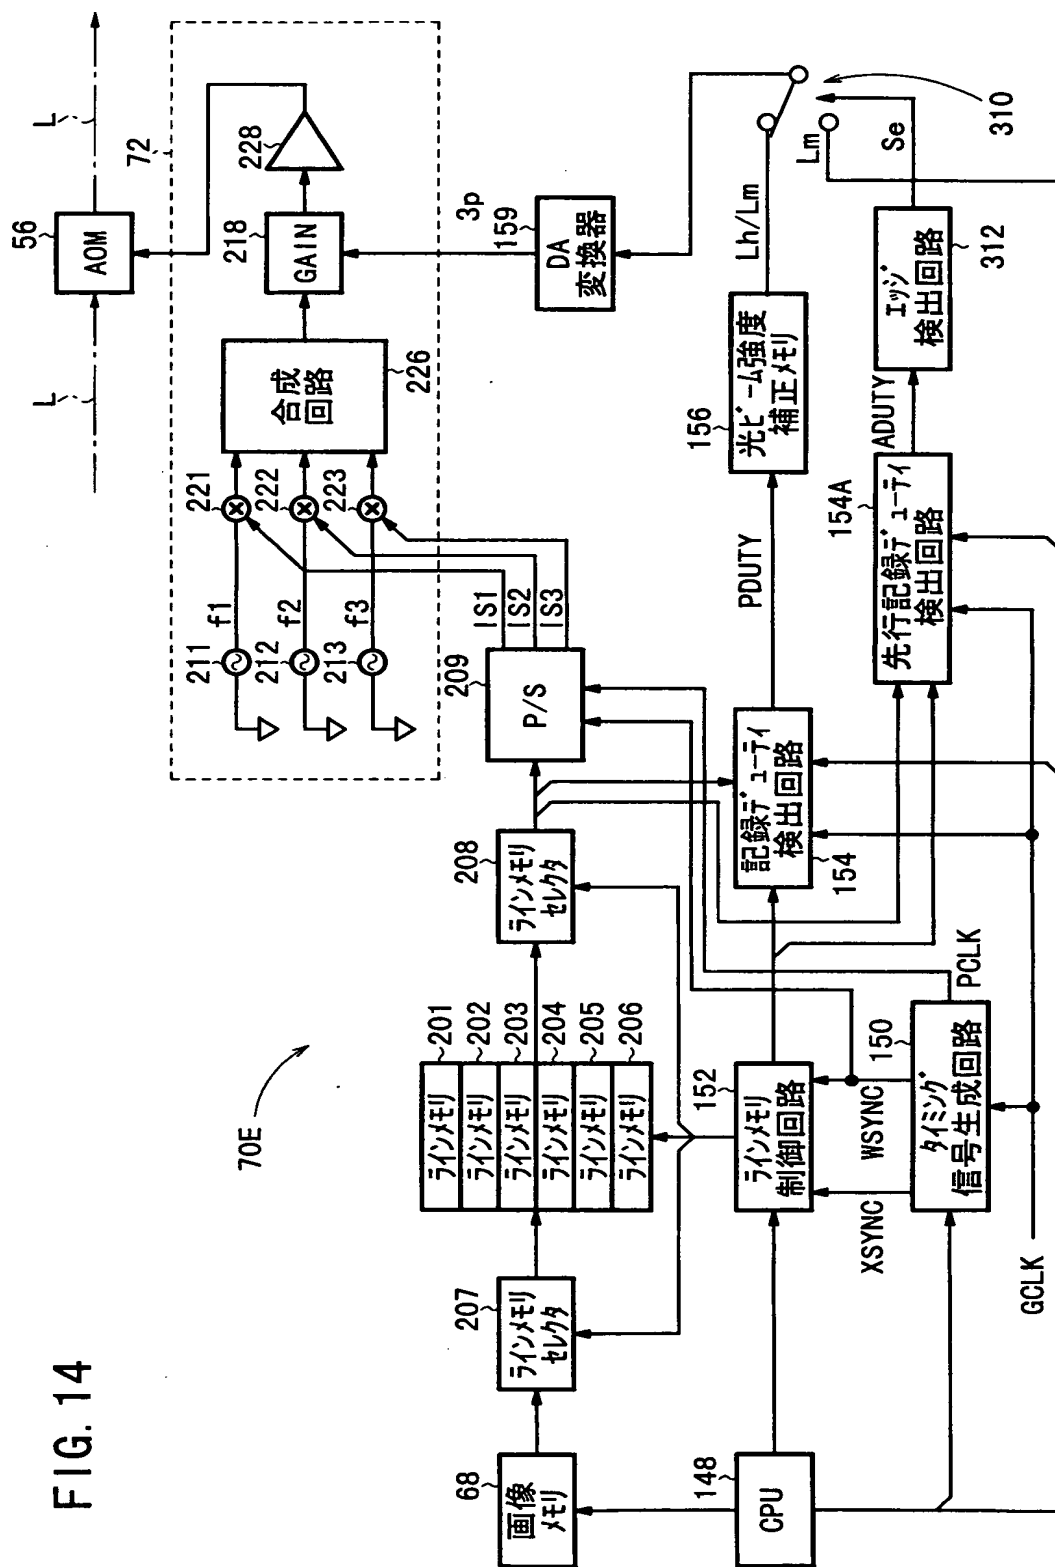 FIG. 14
70E
56
AOM
L
L
72
211
212
213
f1
f2
f3
221
222
223
合成
回路
226
218
GAIN
228
68
画像
メモリ
207
ラインメモリ
セレクタ
ラインメモリ
201
ラインメモリ
202
ラインメモリ
203
ラインメモリ
204
ラインメモリ
205
ラインメモリ
206
208
ラインメモリ
セレクタ
209
P/S
IS1
IS2
IS3
3p
159
DA
変換器
148
CPU
152
ラインメモリ
制御回路
記録デューティ
検出回路
154
PDUTY
156
光ビーム強度
補正メモリ
Lh/Lm
Lm
Se
310
XSYNC
WSYNC
150
タイミング
信号生成回路
PCLK
154A
先行記録デューティ
検出回路
ADUTY
エッジ
検出回路
312
GCLK